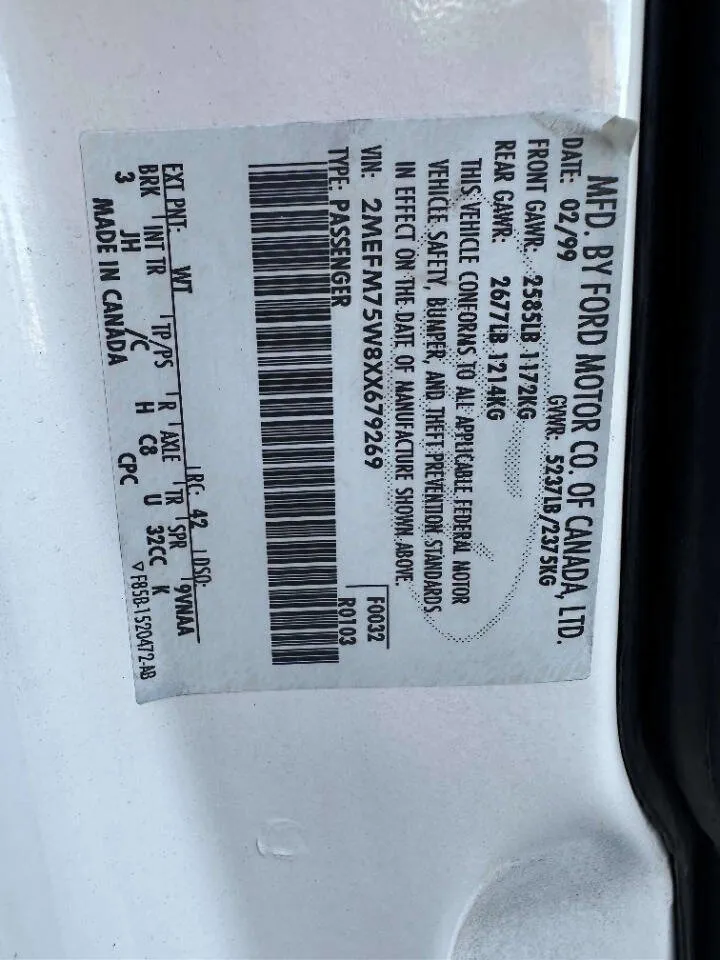 MFD. BY FORD MOTOR CO. OF CANADA, LTD.
DATE: 02/99 GVWR: 5237LB/2375KG
FRONT GAWR: 2585LB 1172KG
REAR GAWR: 2677LB 1214KG
THIS VEHICLE CONFORMS TO ALL APPLICABLE FEDERAL MOTOR
VEHICLE SAFETY, BUMPER, AND THEFT PREVENTION STANDARDS
IN EFFECT ON THE DATE OF MANUFACTURE SHOWN ABOVE.
VIN: 2MEFM75W8XX679269 F0032
TYPE: PASSENGER R0103
EXT PNT: WT RC: 42 DSO:
BRK INT TR TP/PS R AXLE TR SPR 9VNAA
3 JH /C H C8 U 32CC K
MADE IN CANADA CPC ▽F85B-1520472-AB